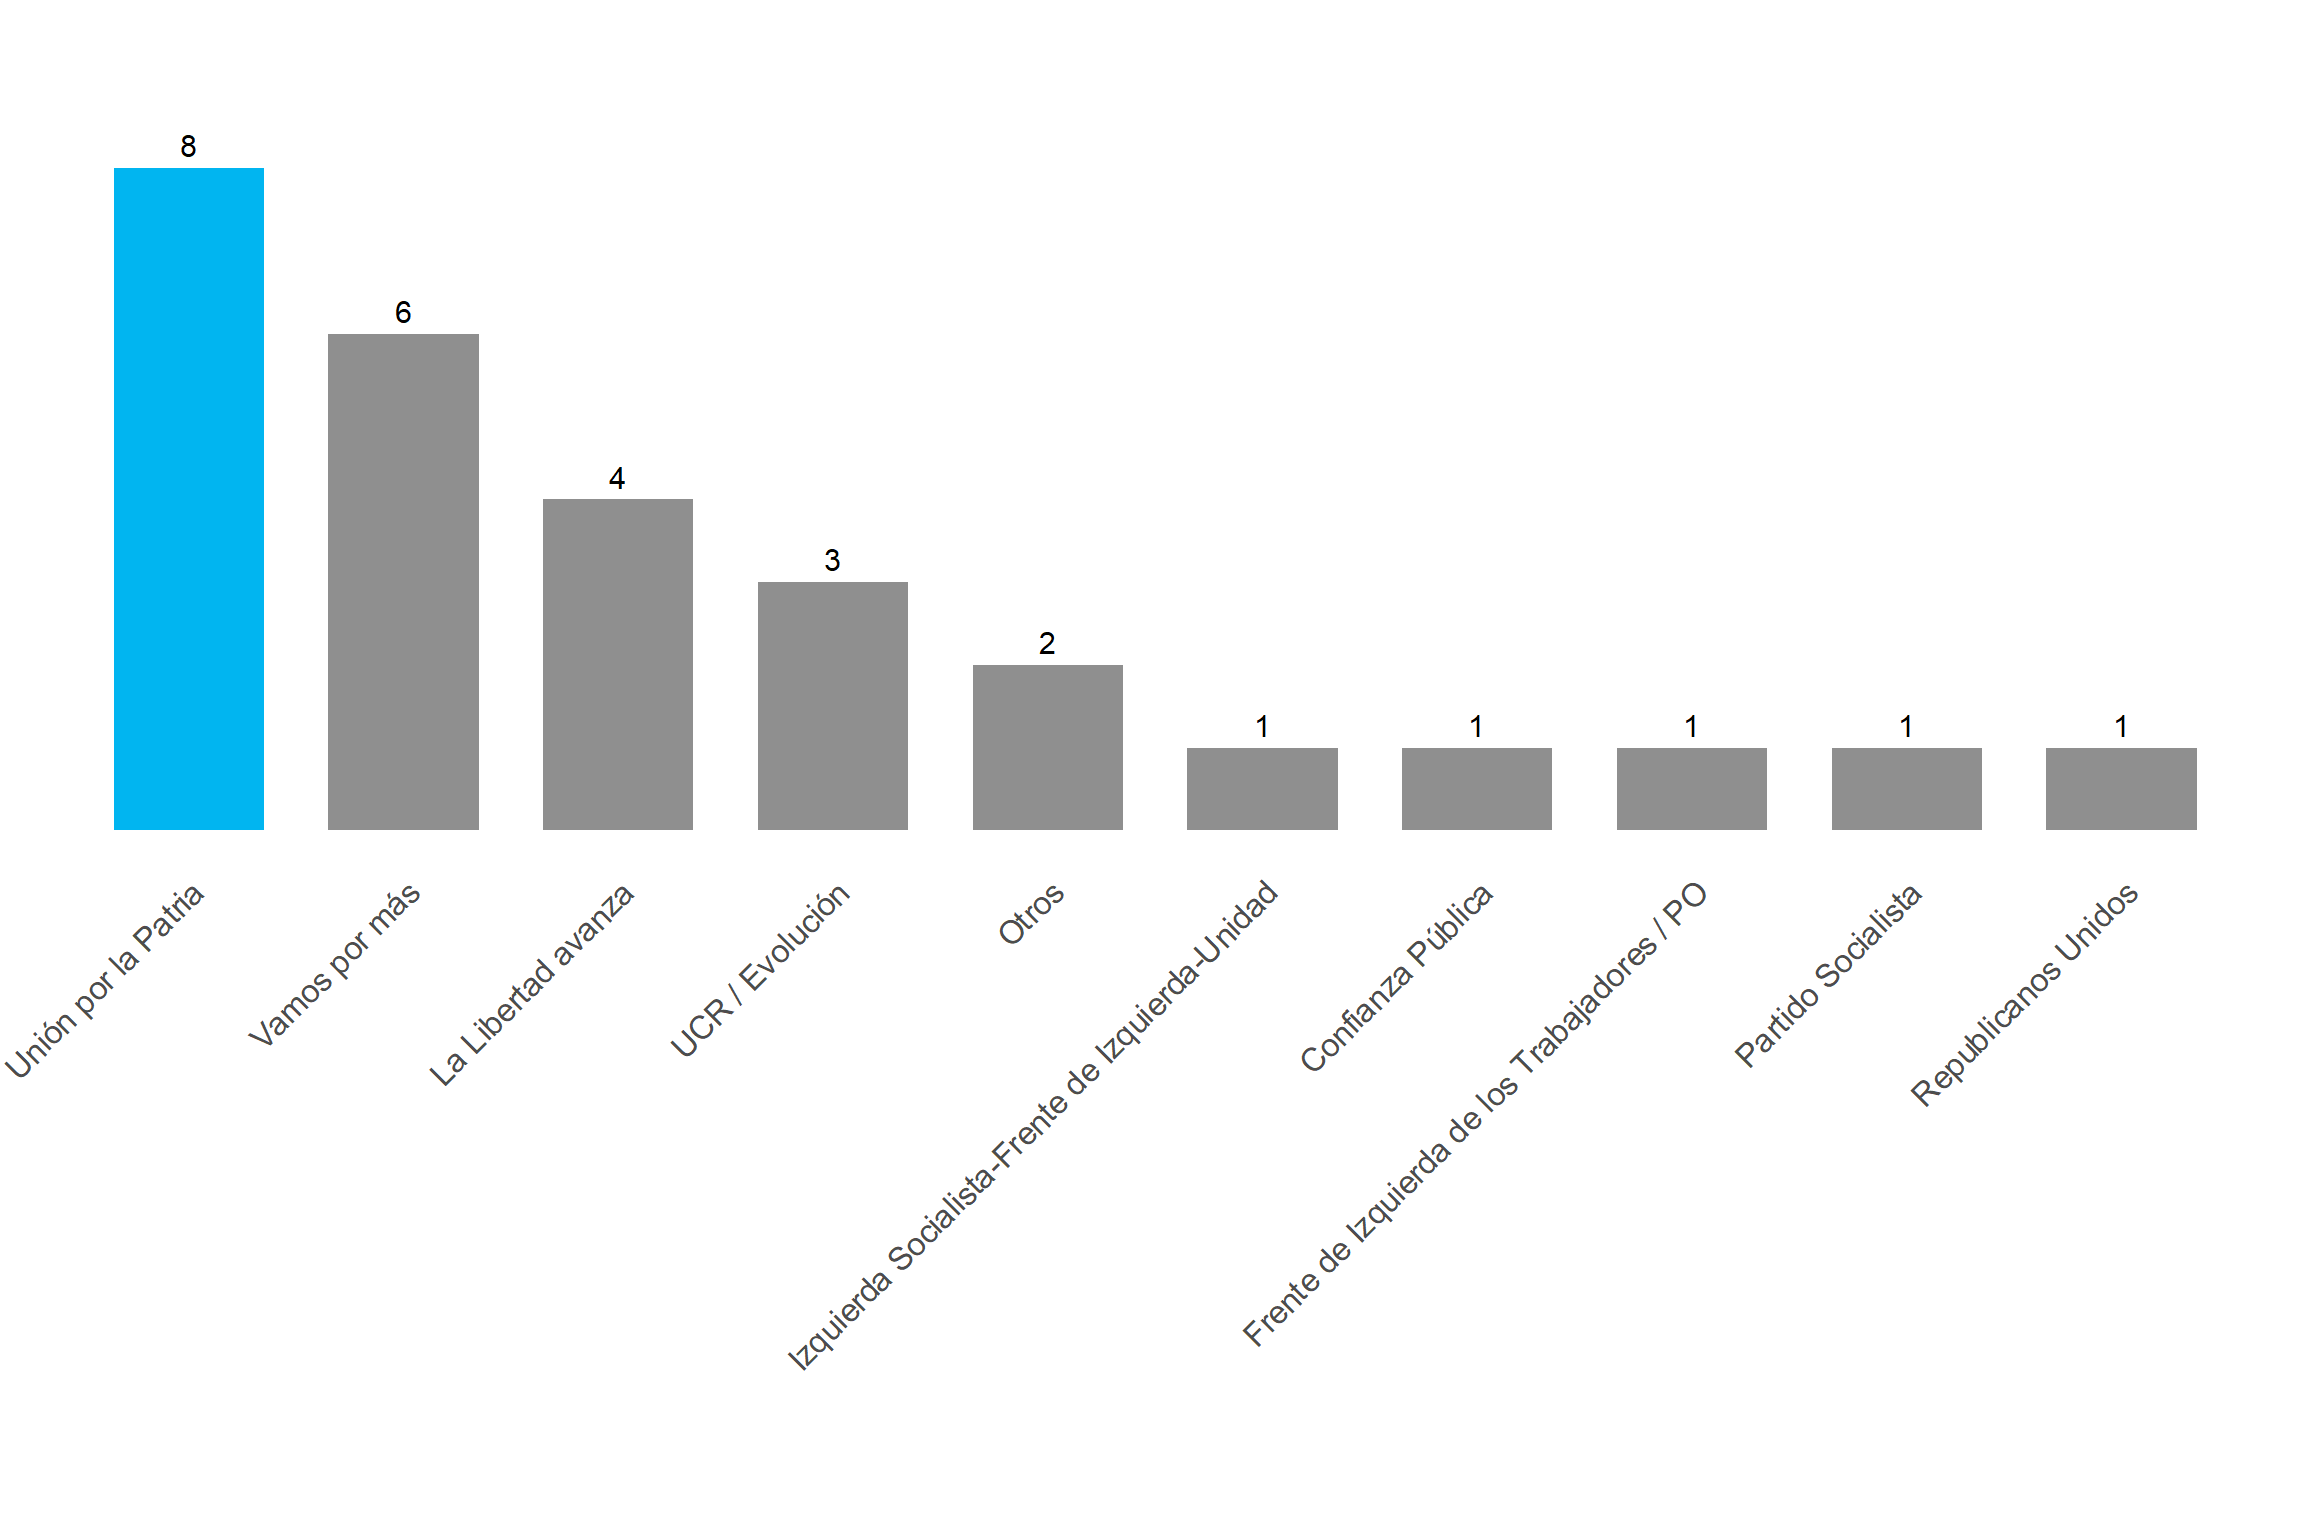 8
6
4
3
2
1
1
1
1
1
Unión por la Patria
Vamos por más
La Libertad avanza
UCR / Evolución
Otros
Izquierda Socialista-Frente de Izquierda-Unidad
Confianza Pública
Frente de Izquierda de los Trabajadores / PO
Partido Socialista
Republicanos Unidos